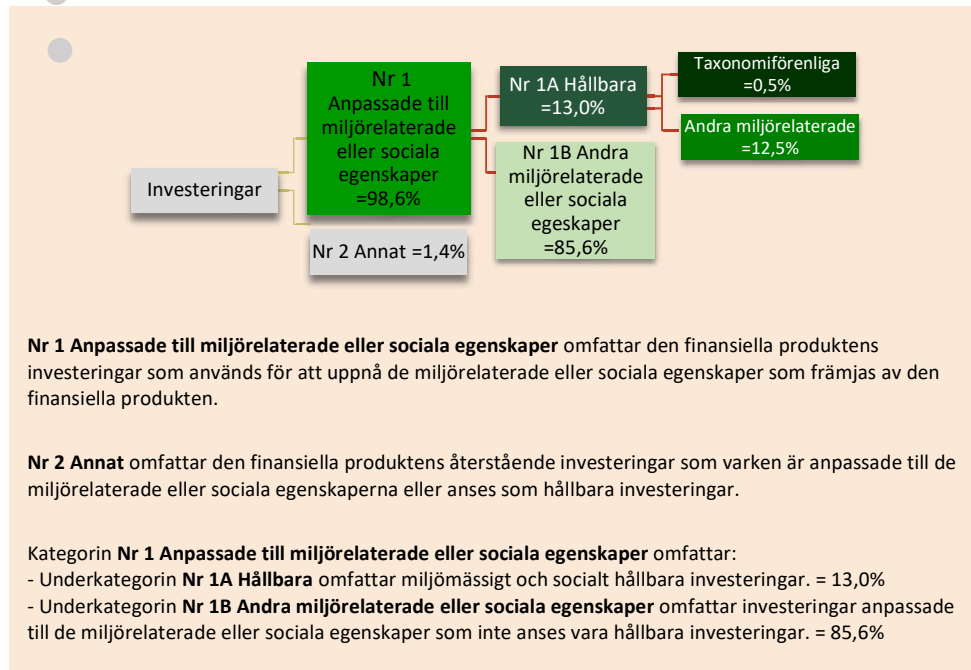 Investeringar
Nr 1
Anpassade till
miljörelaterade
eller sociala
egenskaper
=98,6%
Nr 2 Annat =1,4%
Nr 1A Hållbara
=13,0%
Nr 1B Andra
miljörelaterade
eller sociala
egeskaper
=85,6%
Taxonomiförenliga
=0,5%
Andra miljörelaterade
=12,5%
Nr 1 Anpassade till miljörelaterade eller sociala egenskaper omfattar den finansiella produktens
investeringar som används för att uppnå de miljörelaterade eller sociala egenskaper som främjas av den
finansiella produkten.
Nr 2 Annat omfattar den finansiella produktens återstående investeringar som varken är anpassade till de
miljörelaterade eller sociala egenskaperna eller anses som hållbara investeringar.
Kategorin Nr 1 Anpassade till miljörelaterade eller sociala egenskaper omfattar:
- Underkategorin Nr 1A Hållbara omfattar miljömässigt och socialt hållbara investeringar. = 13,0%
- Underkategorin Nr 1B Andra miljörelaterade eller sociala egenskaper omfattar investeringar anpassade
till de miljörelaterade eller sociala egenskaper som inte anses vara hållbara investeringar. = 85,6%